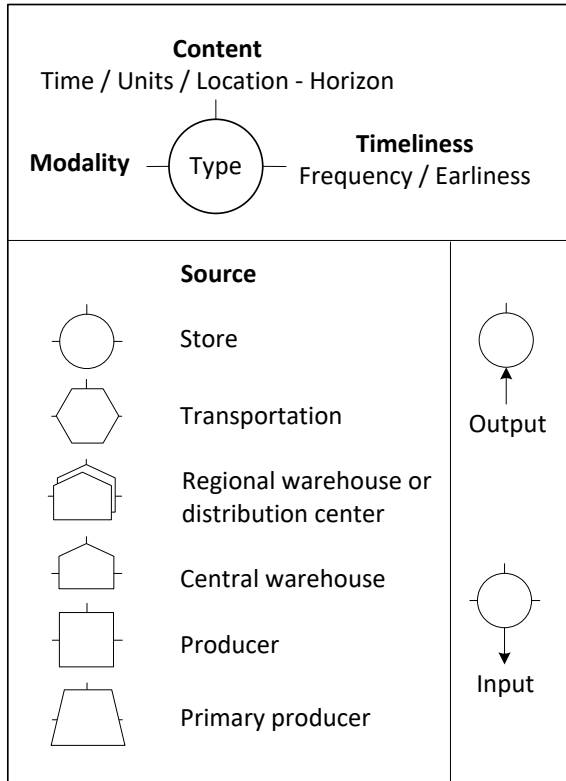 Content
Time / Units / Location - Horizon
Modality
Type
Timeliness
Frequency / Earliness
Source
Store
Transportation
Regional warehouse or
distribution center
Central warehouse
Producer
Primary producer
Output
Input